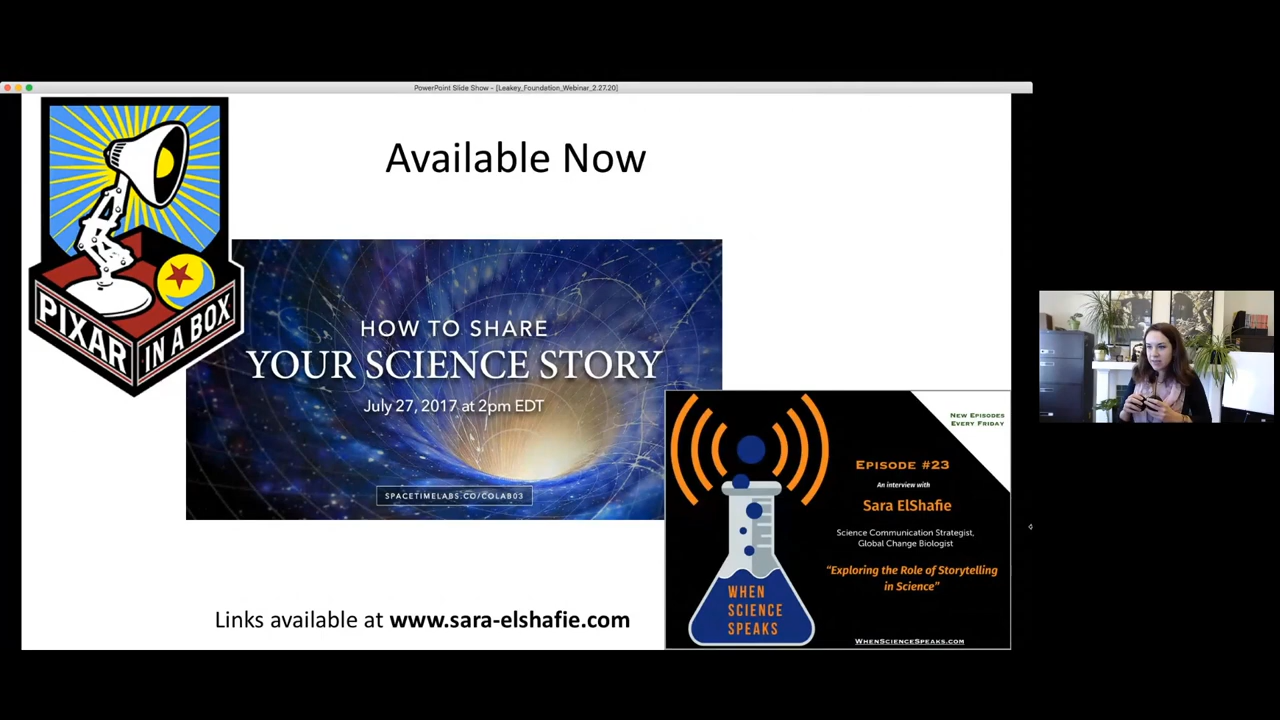 PowerPoint Slide Show - [Leakey_Foundation_Webinar_2.27.20]
Available Now
PIXAR IN A BOX
HOW TO SHARE
YOUR SCIENCE STORY
July 27, 2017 at 2pm EDT
SPACETIMELABS.CO/COLAB03
New Episodes
Every Friday
Episode #23
An interview with
Sara ElShafie
Science Communication Strategist,
Global Change Biologist
“Exploring the Role of Storytelling
in Science”
WHEN
SCIENCE
SPEAKS
WhenScienceSpeaks.com
Links available at www.sara-elshafie.com